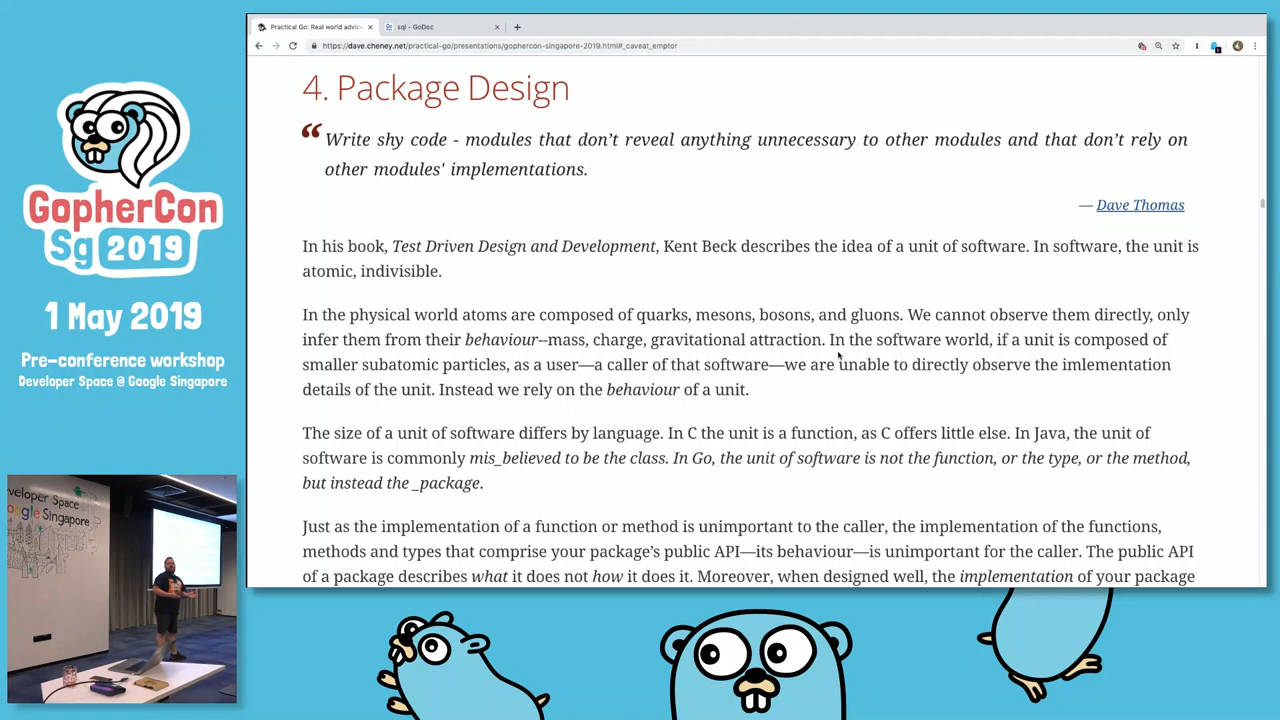 Practical Go: Real world advic
sql - GoDoc
https://dave.cheney.net/practical-go/presentations/gophercon-singapore-2019.html#_caveat_emptor
4. Package Design
“
Write shy code - modules that don’t reveal anything unnecessary to other modules and that don’t rely on
other modules' implementations.
— Dave Thomas
In his book, Test Driven Design and Development, Kent Beck describes the idea of a unit of software. In software, the unit is
atomic, indivisible.
In the physical world atoms are composed of quarks, mesons, bosons, and gluons. We cannot observe them directly, only
infer them from their behaviour--mass, charge, gravitational attraction. In the software world, if a unit is composed of
smaller subatomic particles, as a user—a caller of that software—we are unable to directly observe the imlementation
details of the unit. Instead we rely on the behaviour of a unit.
The size of a unit of software differs by language. In C the unit is a function, as C offers little else. In Java, the unit of
software is commonly mis_believed to be the class. In Go, the unit of software is not the function, or the type, or the method,
but instead the _package.
Just as the implementation of a function or method is unimportant to the caller, the implementation of the functions,
methods and types that comprise your package’s public API—its behaviour—is unimportant for the caller. The public API
of a package describes what it does not how it does it. Moreover, when designed well, the implementation of your package
GopherCon
Sg 2019
1 May 2019
Pre-conference workshop
Developer Space @ Google Singapore
eveloper Space
oogle Singapore